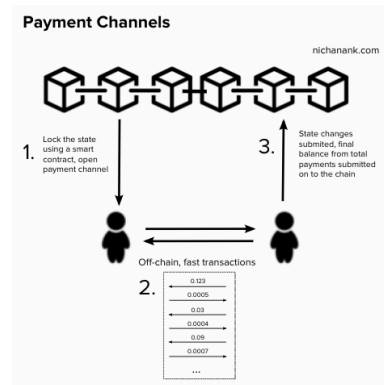 Payment Channels
nichanank.com
1.
Lock the state
using a smart
contract, open
payment channel
3.
State changes
submited, final
balance from total
payments submitted
on to the chain
Off-chain, fast transactions
2.
0.123
0.0005
0.03
0.0004
0.09
0.0007
...